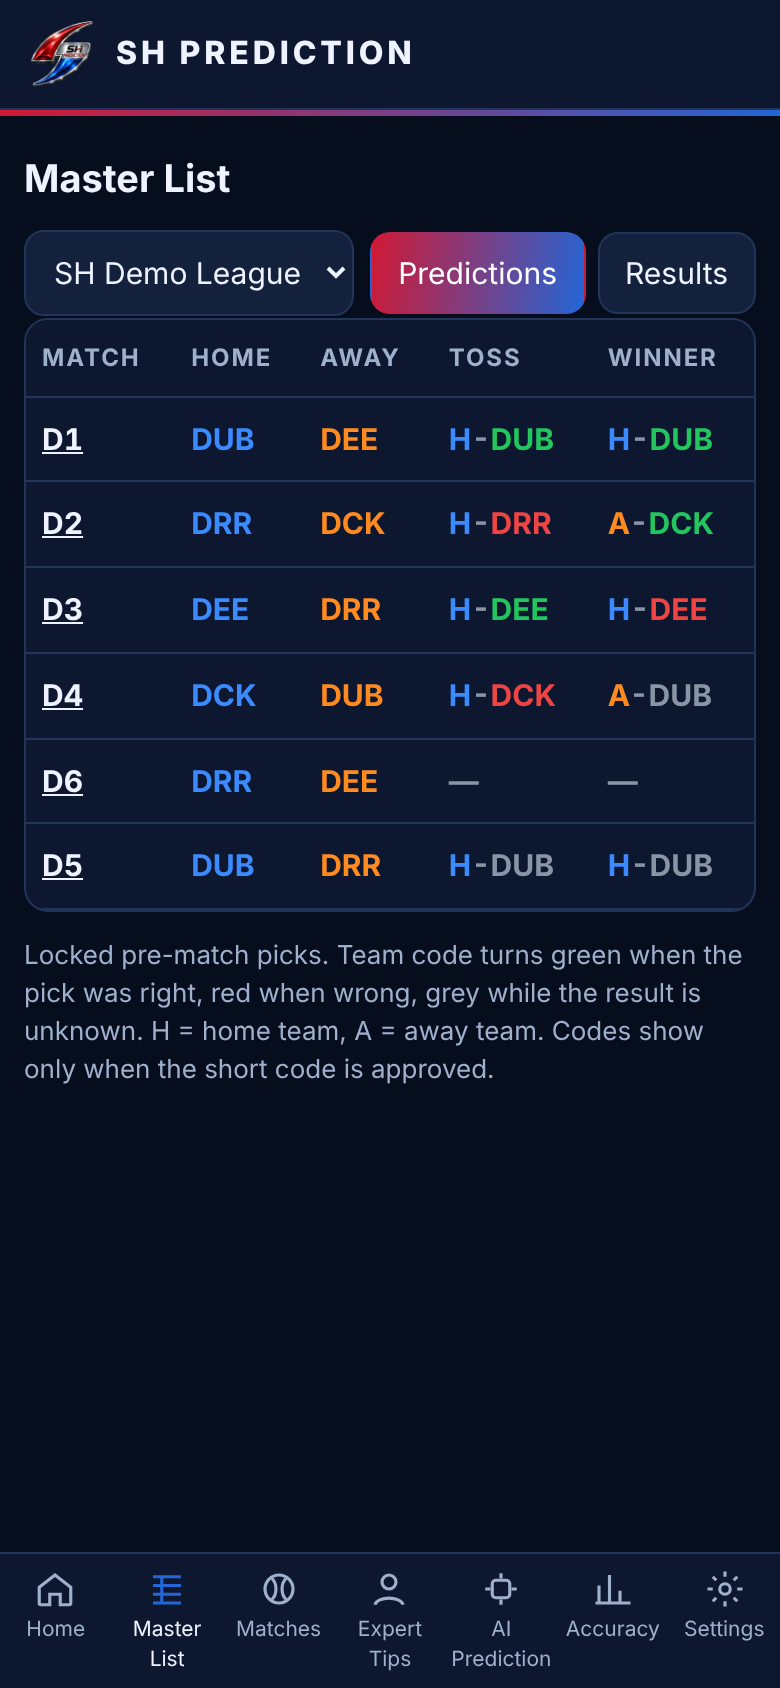 SH
SH PREDICTION
Master List
SH Demo League
Predictions
Results
MATCH HOME AWAY TOSS WINNER
D1 DUB DEE H-DUB H-DUB
D2 DRR DCK H-DRR A-DCK
D3 DEE DRR H-DEE H-DEE
D4 DCK DUB H-DCK A-DUB
D6 DRR DEE — —
D5 DUB DRR H-DUB H-DUB
Locked pre-match picks. Team code turns green when the
pick was right, red when wrong, grey while the result is
unknown. H = home team, A = away team. Codes show
only when the short code is approved.
Home
Master
List
Matches
Expert
Tips
AI
Prediction
Accuracy
Settings